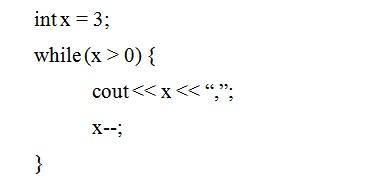 int x = 3;
while (x > 0) {
cout << x << “,”;
x--;
}